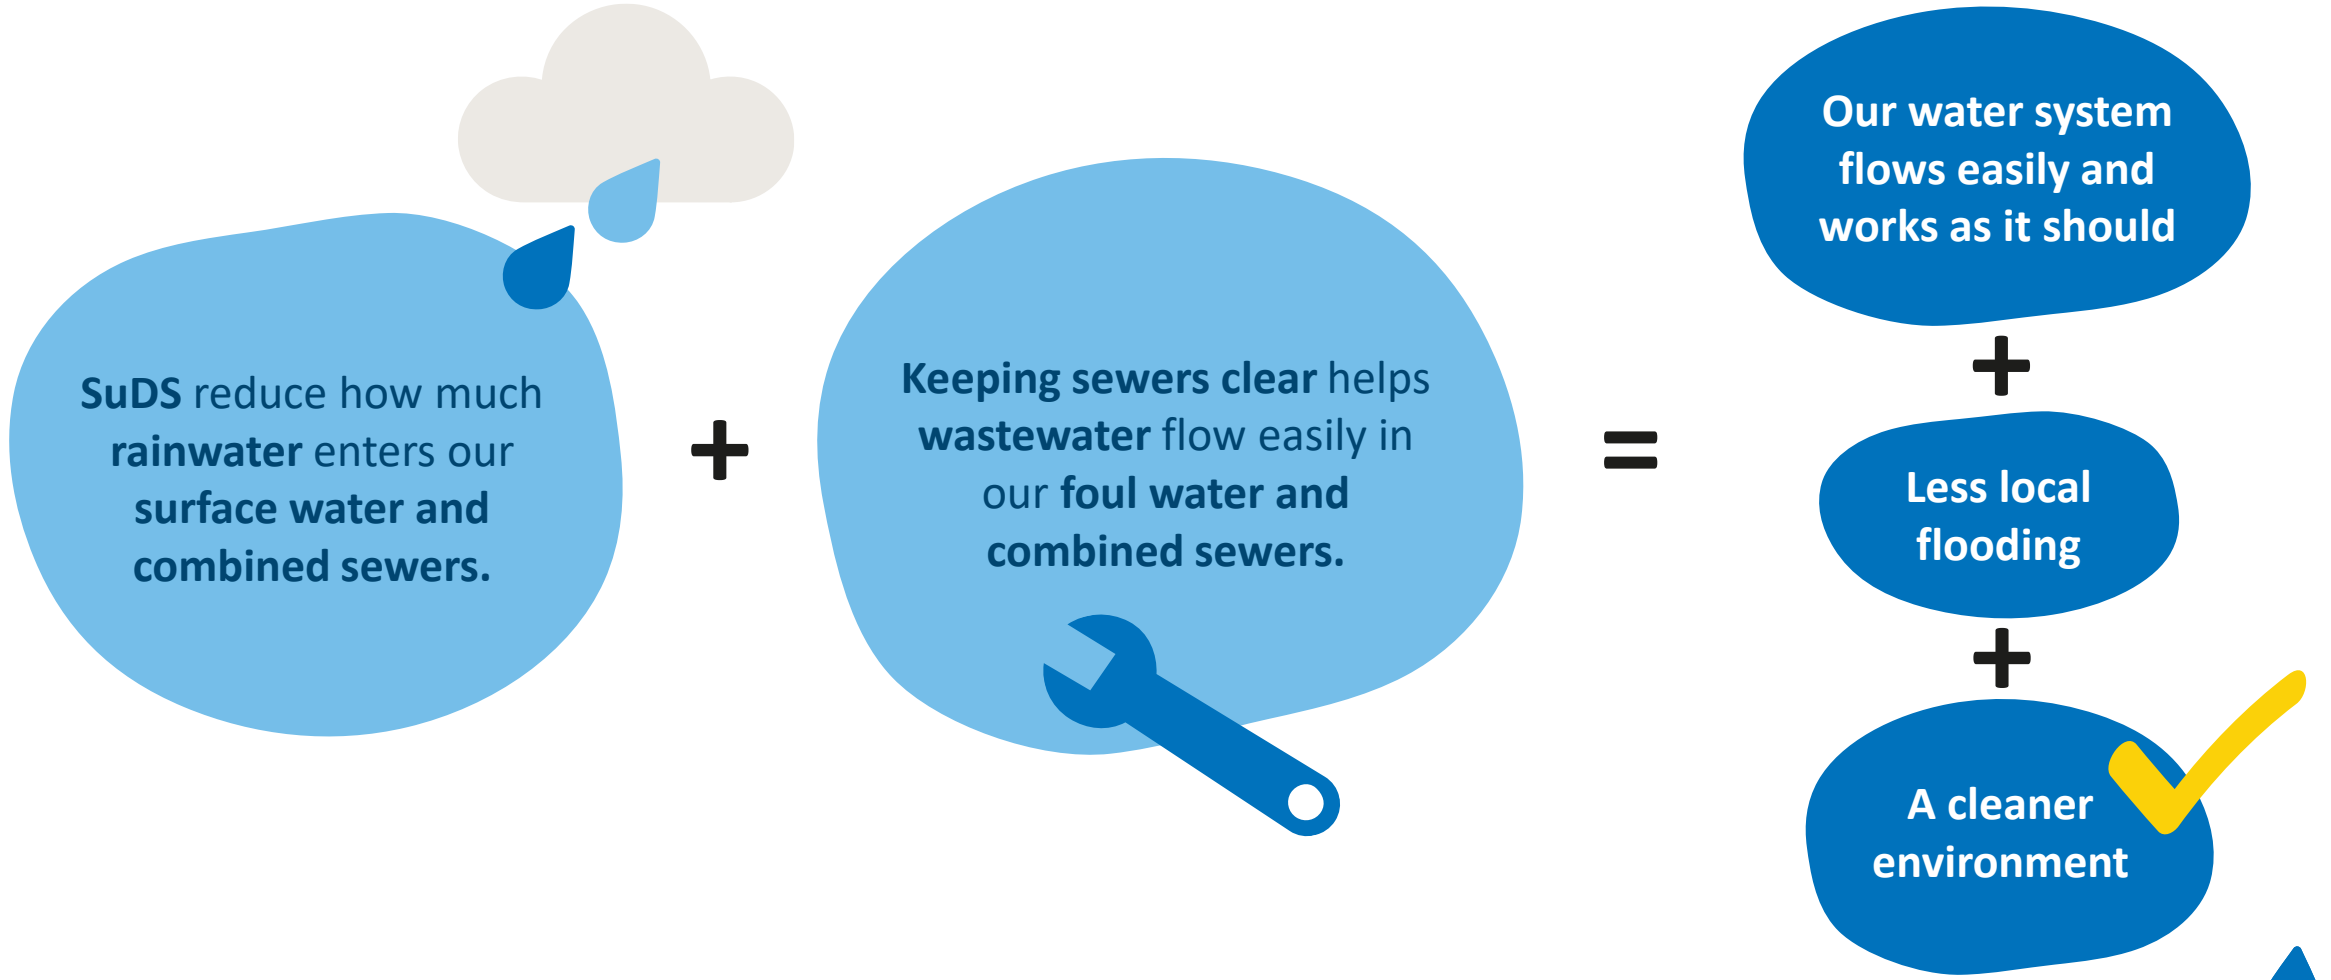 SuDS reduce how much
rainwater enters our
surface water and
combined sewers.
+
Keeping sewers clear helps
wastewater flow easily in
our foul water and
combined sewers.
=
Our water system
flows easily and
works as it should
+
Less local
flooding
+
A cleaner
environment